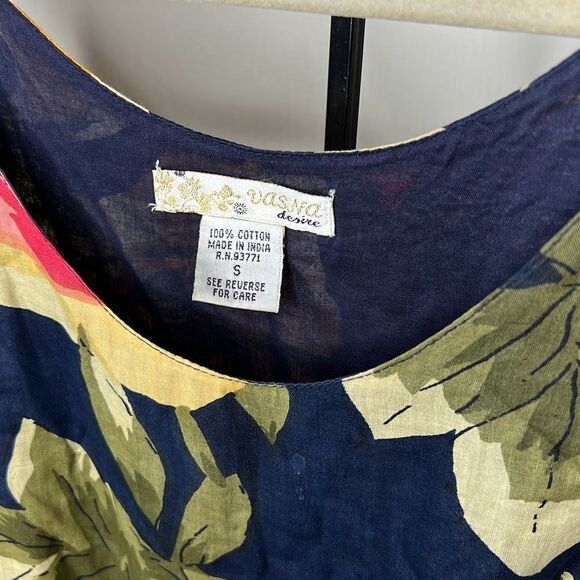 VASNA
desire
100% COTTON
MADE IN INDIA
R.N.93771
S
SEE REVERSE
FOR CARE